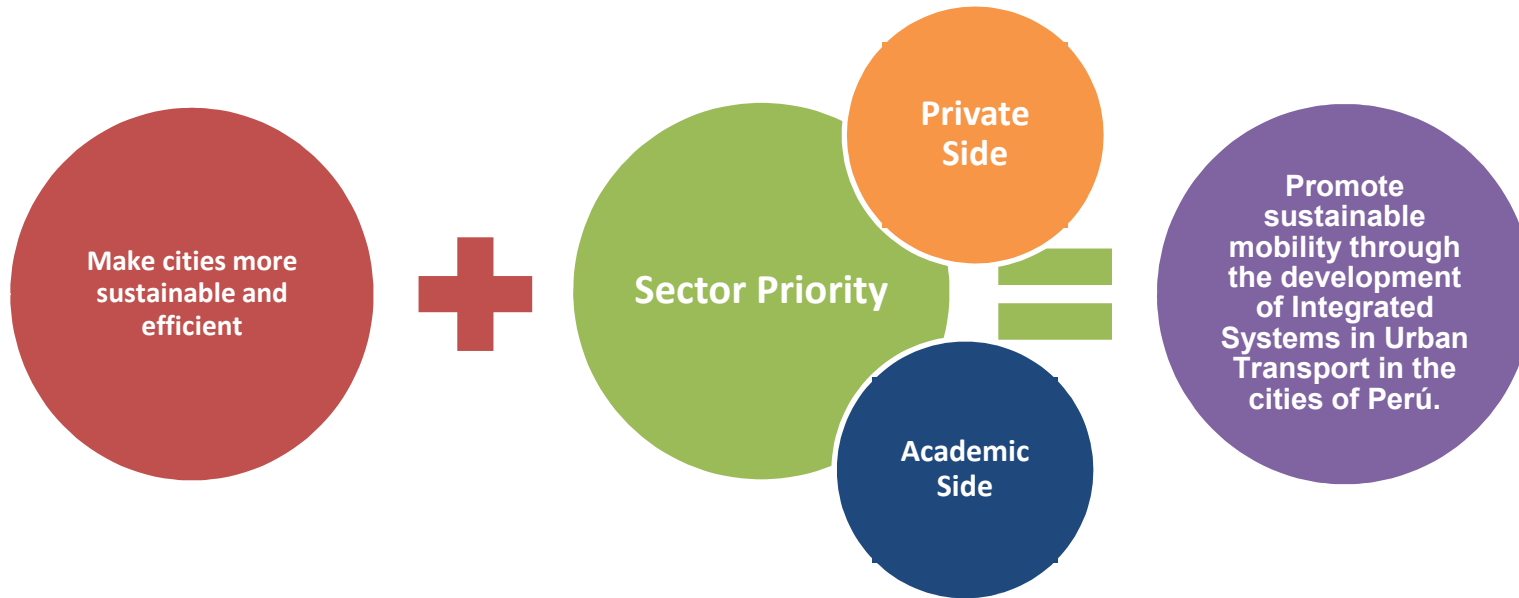 Make cities more
sustainable and
efficient
Sector Priority
Private
Side
Academic
Side
Promote
sustainable
mobility through
the development
of Integrated
Systems in Urban
Transport in the
cities of Perú.